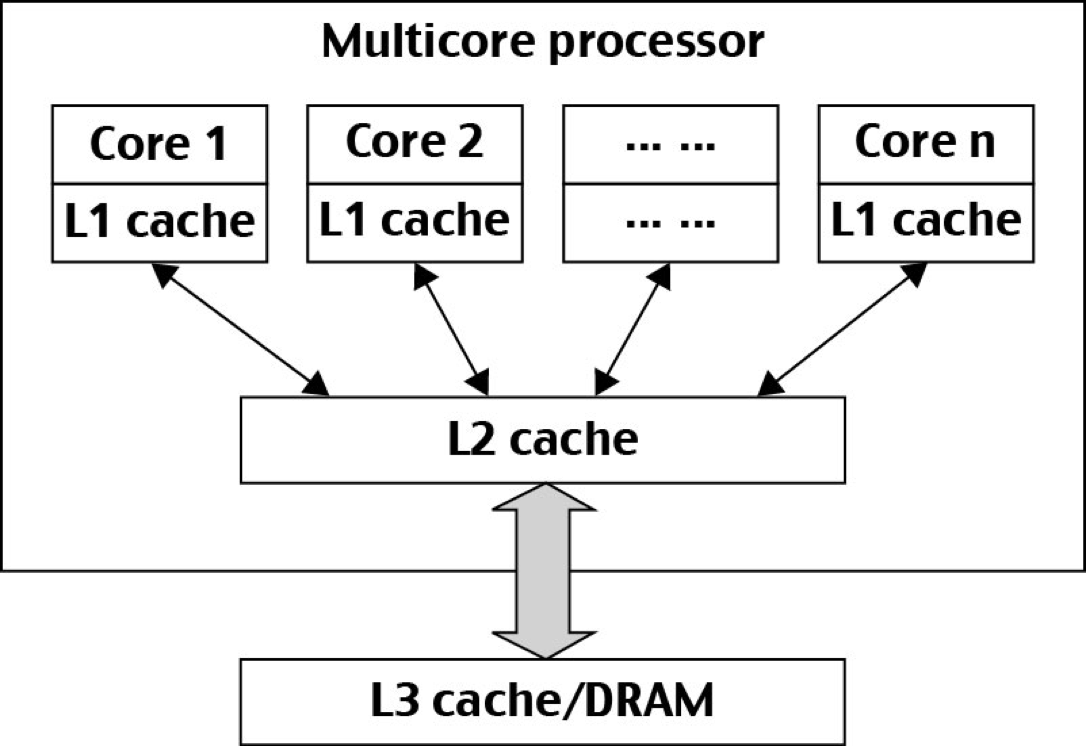 Multicore processor
Core 1
Core 2
... ...
Core n
L1 cache
L1 cache
... ...
L1 cache
L2 cache
L3 cache/DRAM